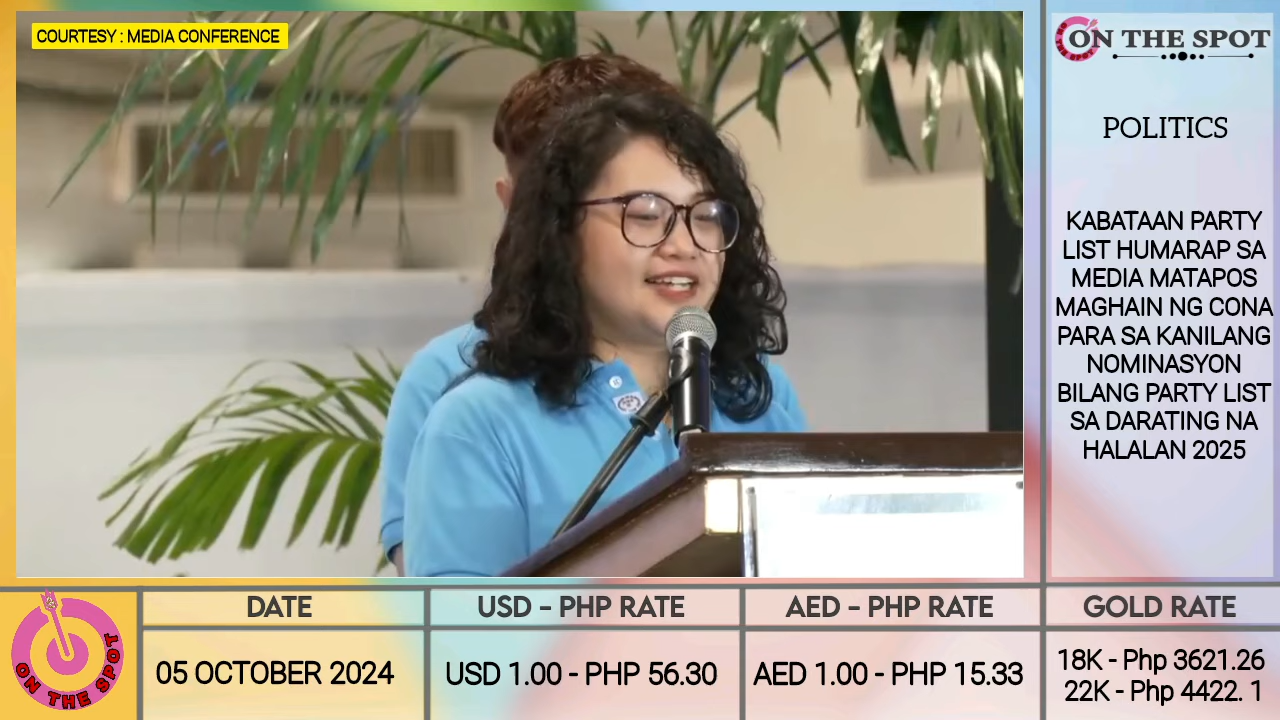 COURTESY : MEDIA CONFERENCE
ON THE SPOT
POLITICS
KABATAAN PARTY
LIST HUMARAP SA
MEDIA MATAPOS
MAGHAIN NG CONA
PARA SA KANILANG
NOMINASYON
BILANG PARTY LIST
SA DARATING NA
HALALAN 2025
ON THE SPOT
DATE
USD - PHP RATE
AED - PHP RATE
GOLD RATE
05 OCTOBER 2024
USD 1.00 - PHP 56.30
AED 1.00 - PHP 15.33
18K - Php 3621.26
22K - Php 4422. 1